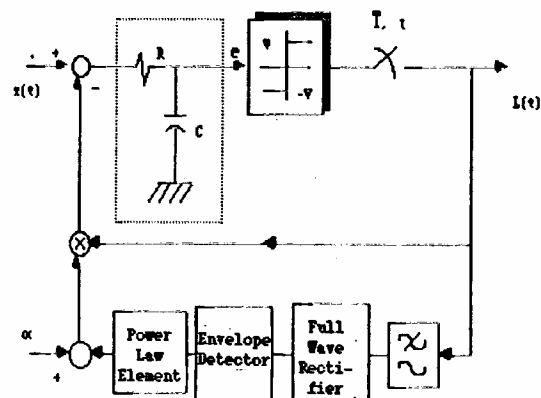 T, t
+
R
e
V
x(t)
-
-V
L(t)
C
X
α
+
Power
Law
Element
Envelope
Detector
Full
Wave
Recti-
fier